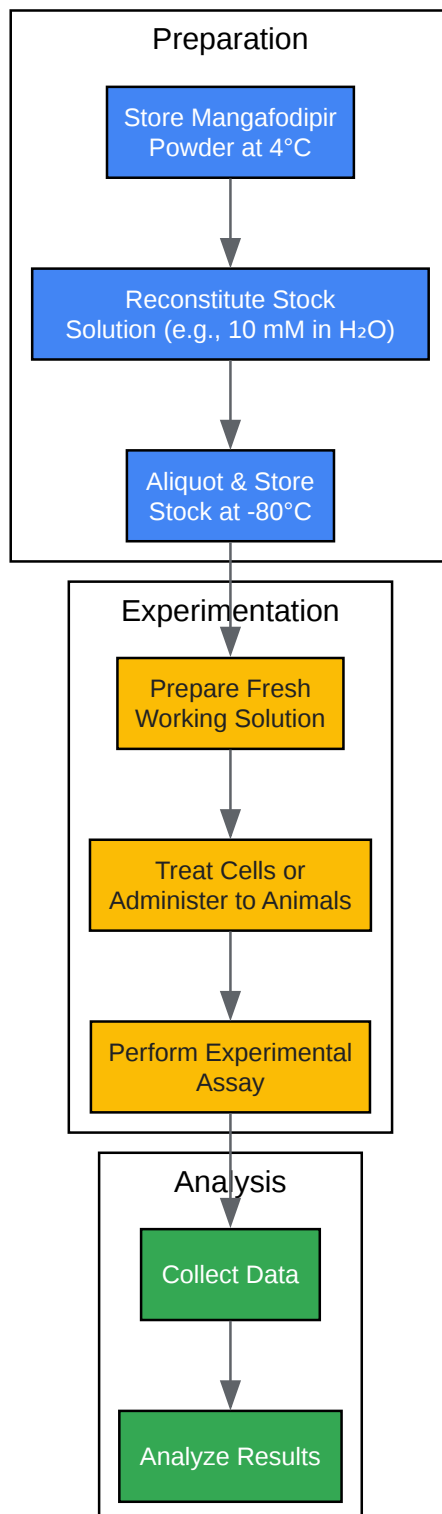 Preparation
Store Mangafodipir
Powder at 4°C
Reconstitute Stock
Solution (e.g., 10 mM in H₂O)
Aliquot & Store
Stock at -80°C
Experimentation
Prepare Fresh
Working Solution
Treat Cells or
Administer to Animals
Perform Experimental
Assay
Analysis
Collect Data
Analyze Results